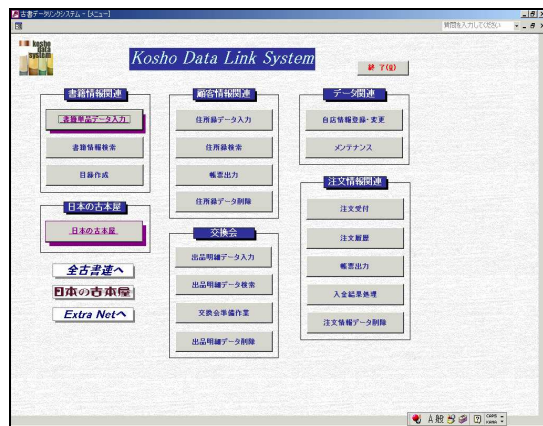 古書データリンクシステム - [メニュー]
質問を入力してください
kosho
data
system
Kosho Data Link System
終 了(Q)
書籍情報関連
書籍単品データ入力
書籍情報検索
目録作成
日本の古本屋
日本の古本屋
全古書連へ
日本の古本屋
Extra Netへ
顧客情報関連
住所録データ入力
住所録検索
帳票出力
住所録データ削除
交換会
出品明細データ入力
出品明細データ検索
交換会準備作業
出品明細データ削除
データ関連
自店情報登録・変更
メンテナンス
注文情報関連
注文受付
注文履歴
帳票出力
入金結果処理
注文情報データ削除
A 般
CAPS
KANA